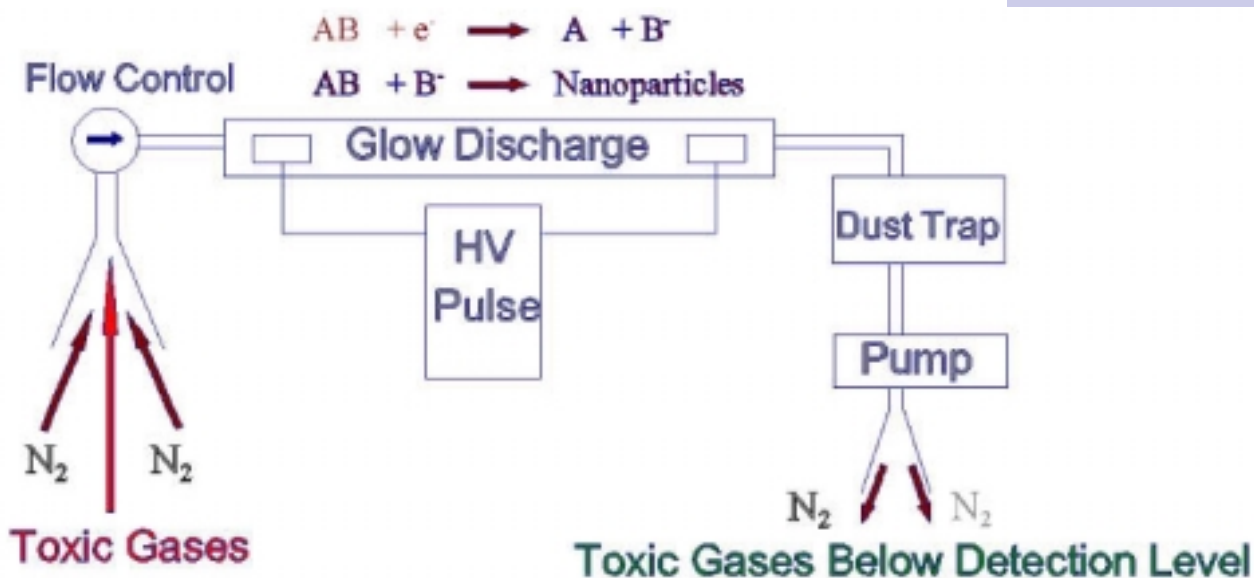 AB + e⁻ → A + B⁻
AB + B⁻ → Nanoparticles
Flow Control
Glow Discharge
HV
Pulse
Dust Trap
Pump
N₂ N₂
Toxic Gases
N₂ N₂
Toxic Gases Below Detection Level